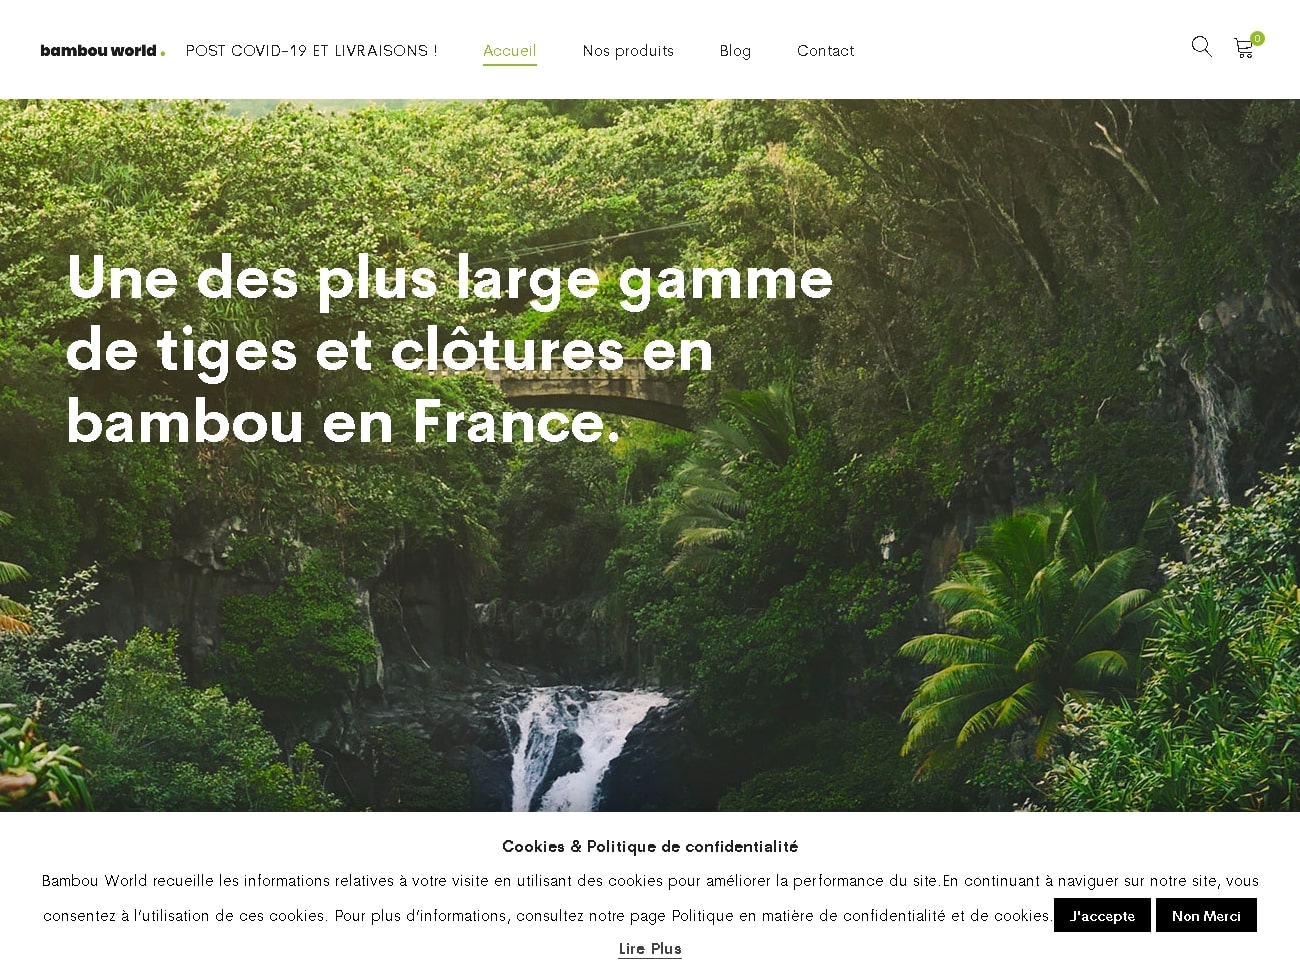 bambou world.
POST COVID-19 ET LIVRAISONS !
Accueil
Nos produits
Blog
Contact
0
Une des plus large gamme
de tiges et clôtures en
bambou en France.
Cookies & Politique de confidentialité
Bambou World recueille les informations relatives à votre visite en utilisant des cookies pour améliorer la performance du site.En continuant à naviguer sur notre site, vous
consentez à l’utilisation de ces cookies. Pour plus d’informations, consultez notre page Politique en matière de confidentialité et de cookies. J'accepte Non Merci
Lire Plus